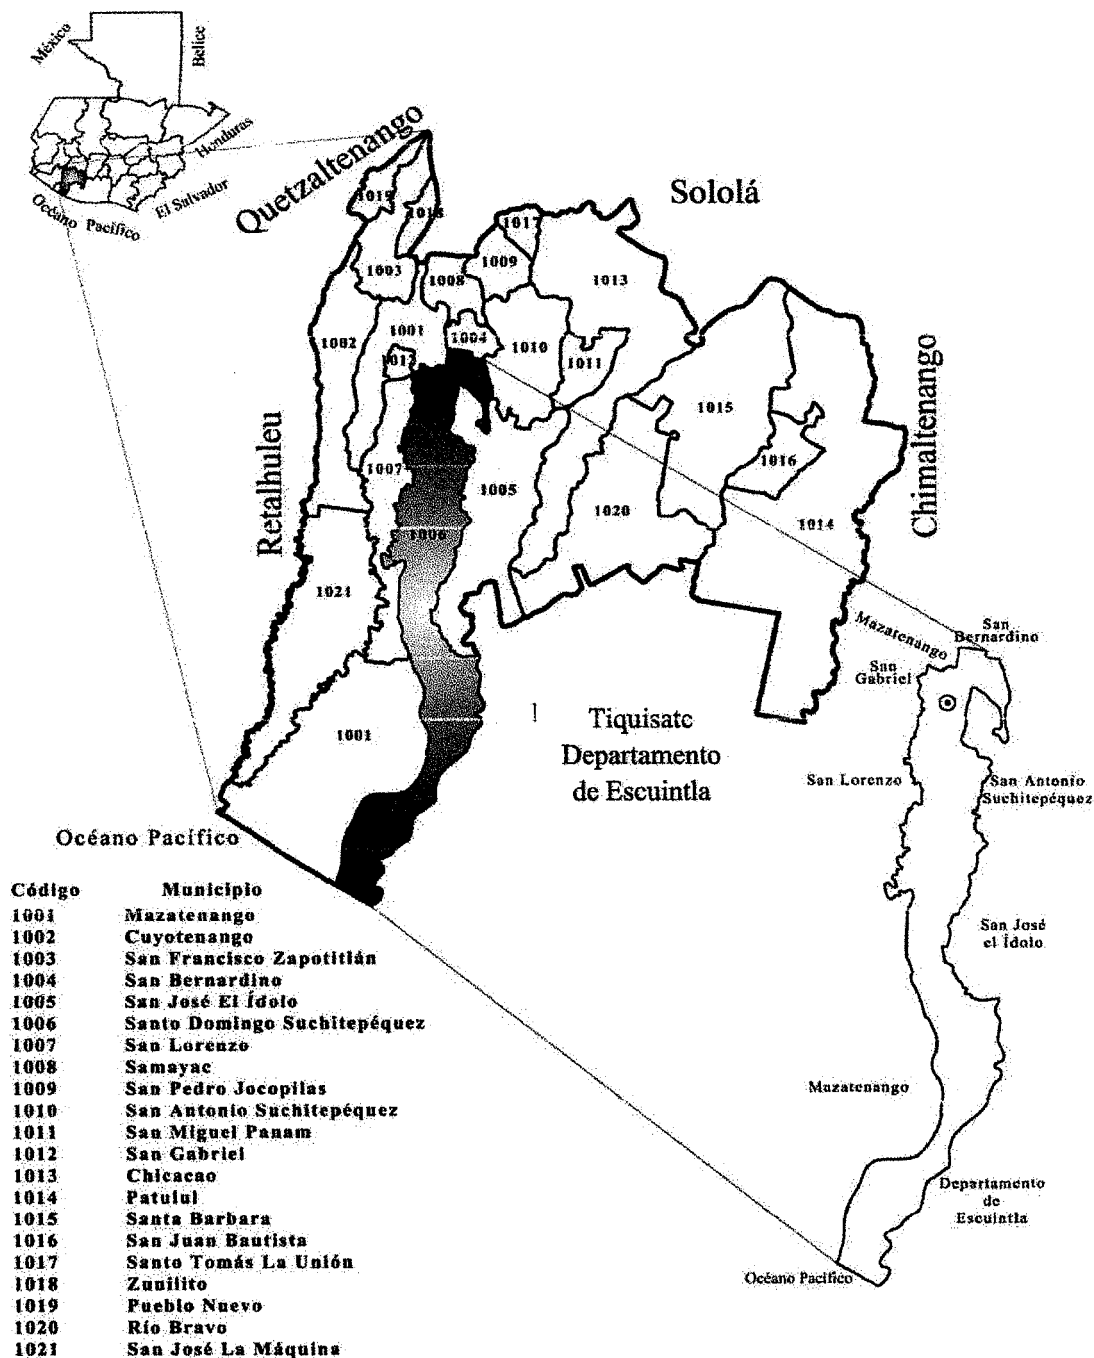 México
Belice
Honduras
El Salvador
Océano Pacífico
Quetzaltenango
Sololá
Chimaltenango
Retalhuleu
1019
1018
1017
1003
1008
1009
1013
1002
1001
1004
1010
1011
1012
1015
1016
1007
1005
1020
1014
1006
1021
1001
Tiquisate
Departamento
de Escuintla
Océano Pacífico
Mazatenango
San
Bernardino
San
Gabriel
San Lorenzo
San Antonio
Suchitepéquez
San José
el Ídolo
Mazatenango
Departamento
de
Escuintla
Océano Pacífico
Código Municipio
1001 Mazatenango
1002 Cuyotenango
1003 San Francisco Zapotitlán
1004 San Bernardino
1005 San José El Ídolo
1006 Santo Domingo Suchitepéquez
1007 San Lorenzo
1008 Samayac
1009 San Pedro Jocopilas
1010 San Antonio Suchitepéquez
1011 San Miguel Panam
1012 San Gabriel
1013 Chicacao
1014 Patulul
1015 Santa Barbara
1016 San Juan Bautista
1017 Santo Tomás La Unión
1018 Zunilito
1019 Pueblo Nuevo
1020 Río Bravo
1021 San José La Máquina